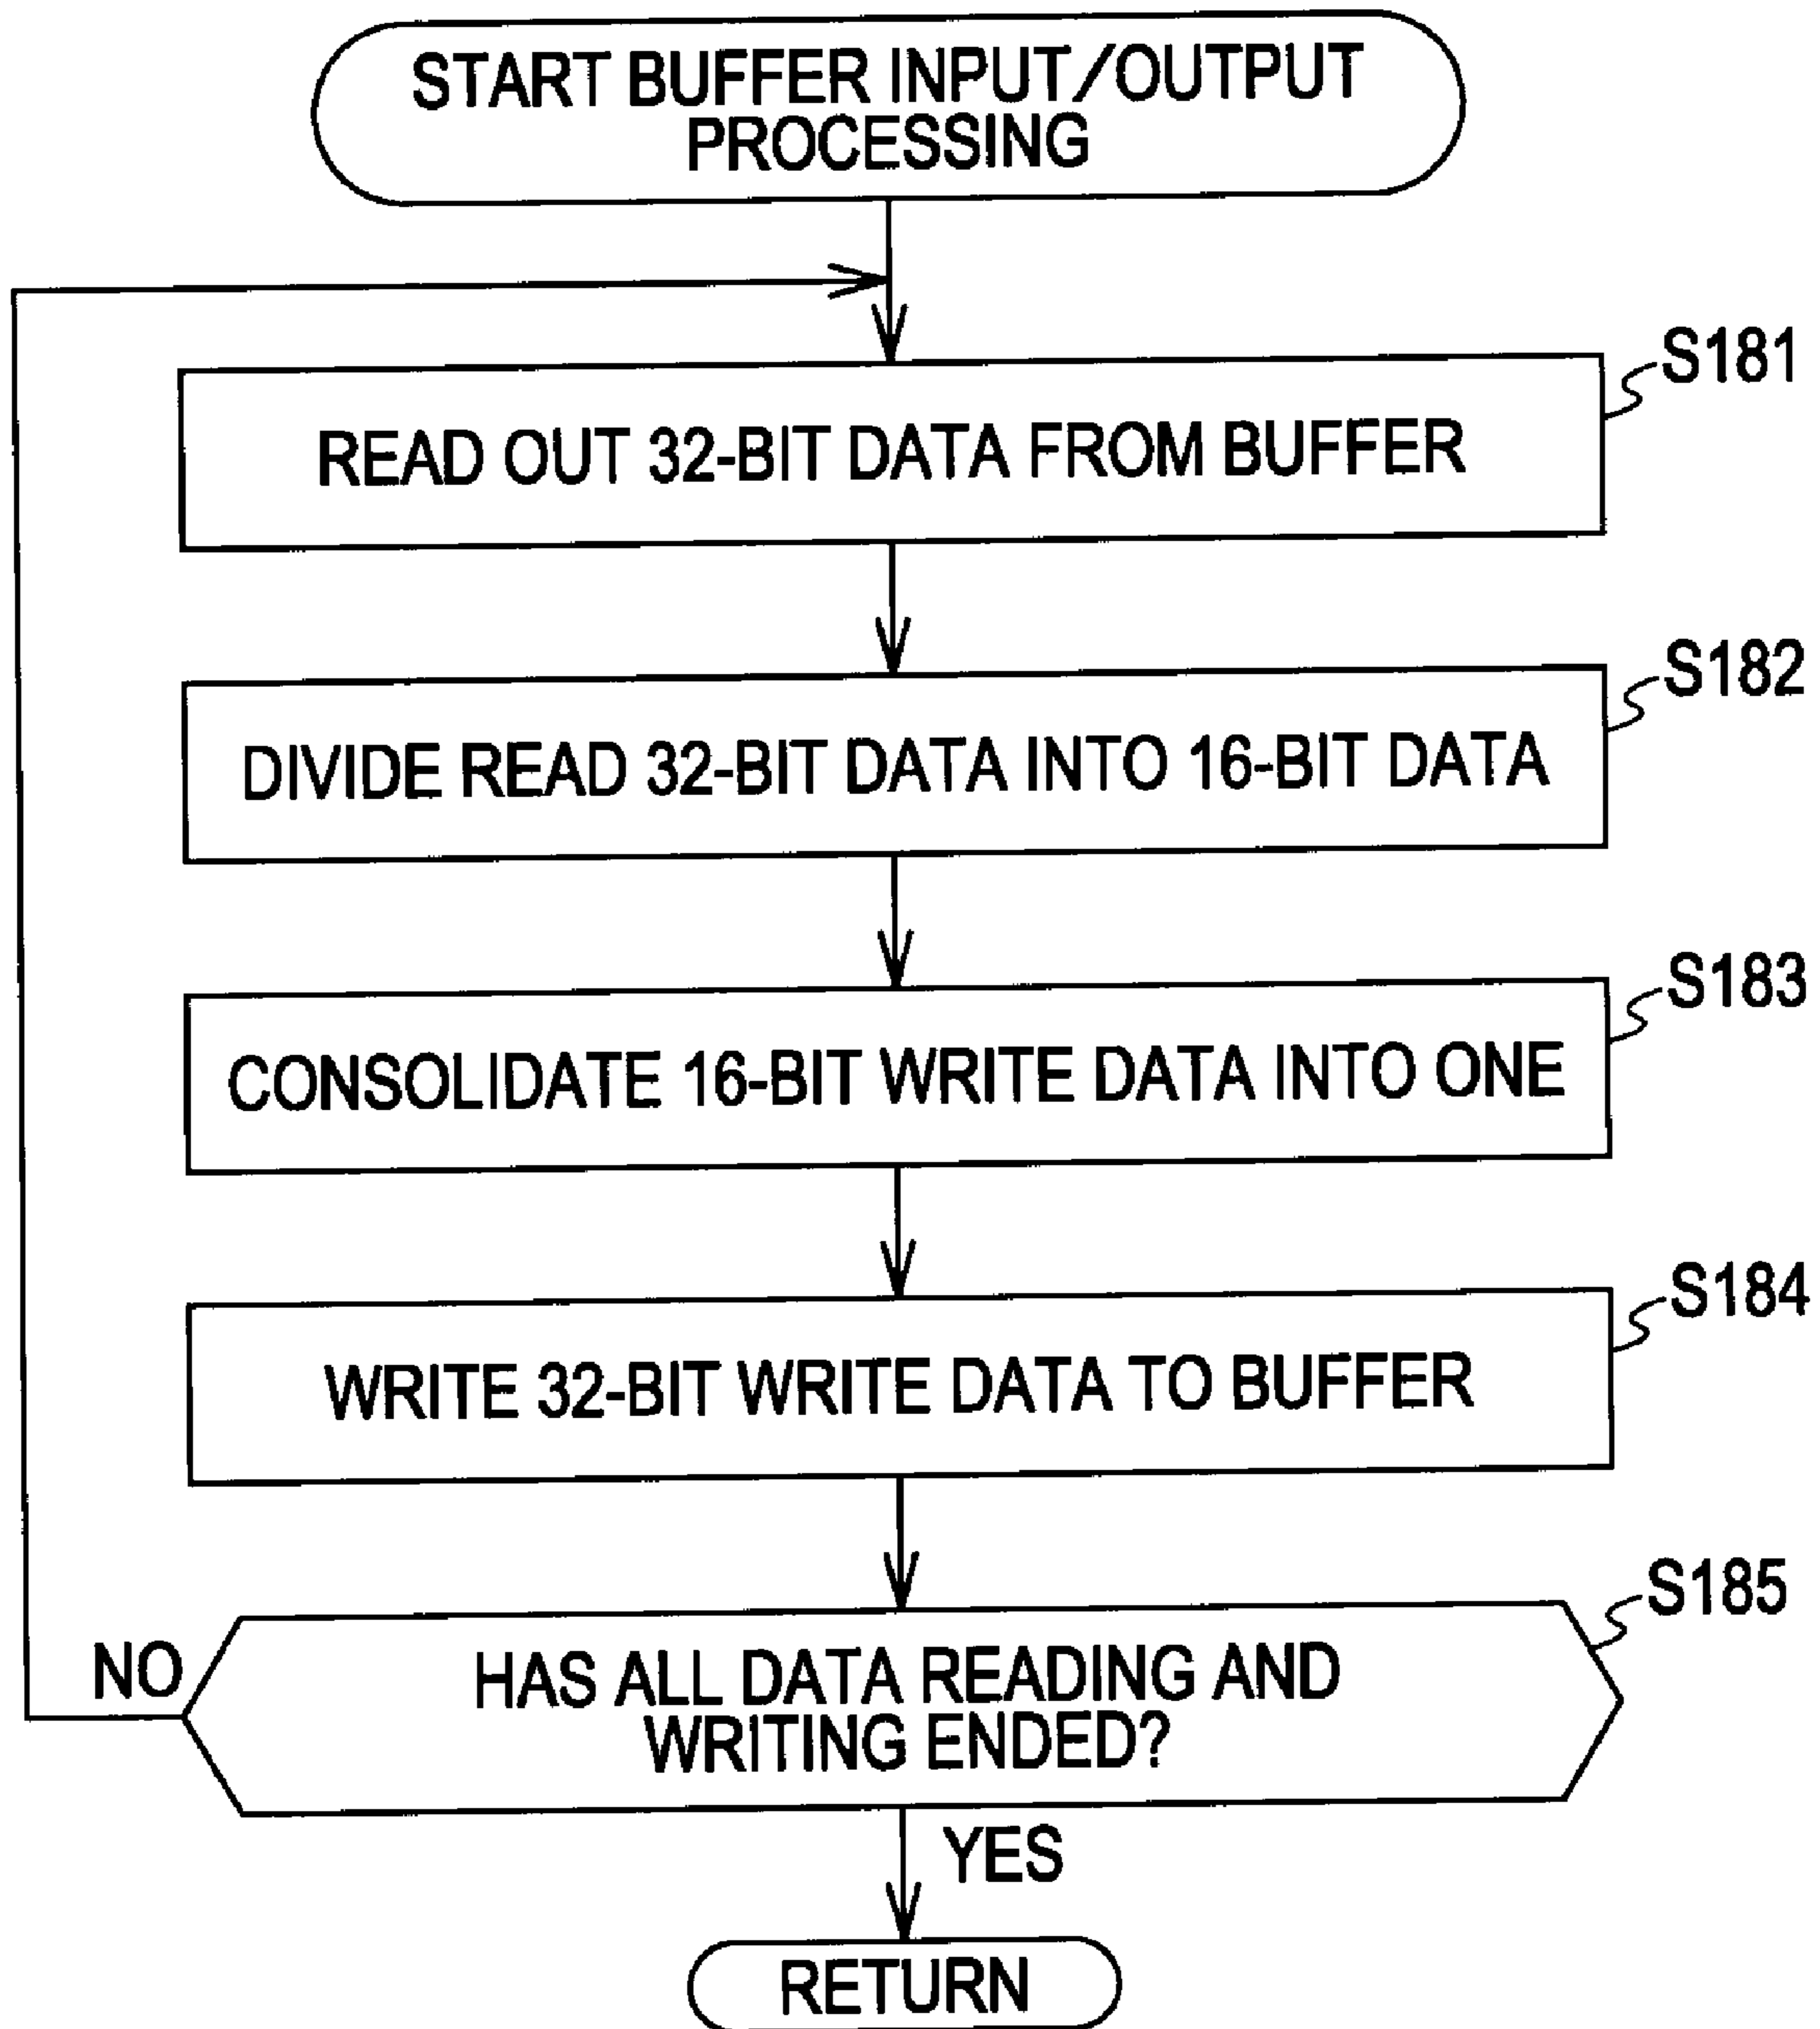 START BUFFER INPUT/OUTPUT
PROCESSING
S181
READ OUT 32-BIT DATA FROM BUFFER
S182
DIVIDE READ 32-BIT DATA INTO 16-BIT DATA
S183
CONSOLIDATE 16-BIT WRITE DATA INTO ONE
S184
WRITE 32-BIT WRITE DATA TO BUFFER
S185
NO
HAS ALL DATA READING AND
WRITING ENDED?
YES
RETURN